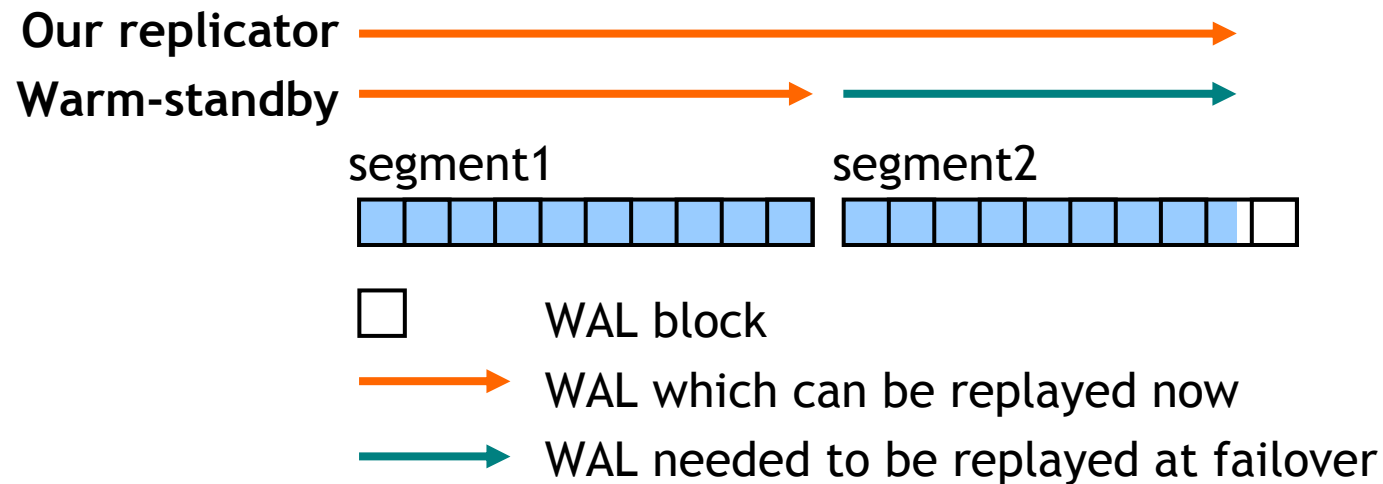 Our replicator
Warm-standby
segment1 segment2
WAL block
WAL which can be replayed now
WAL needed to be replayed at failover